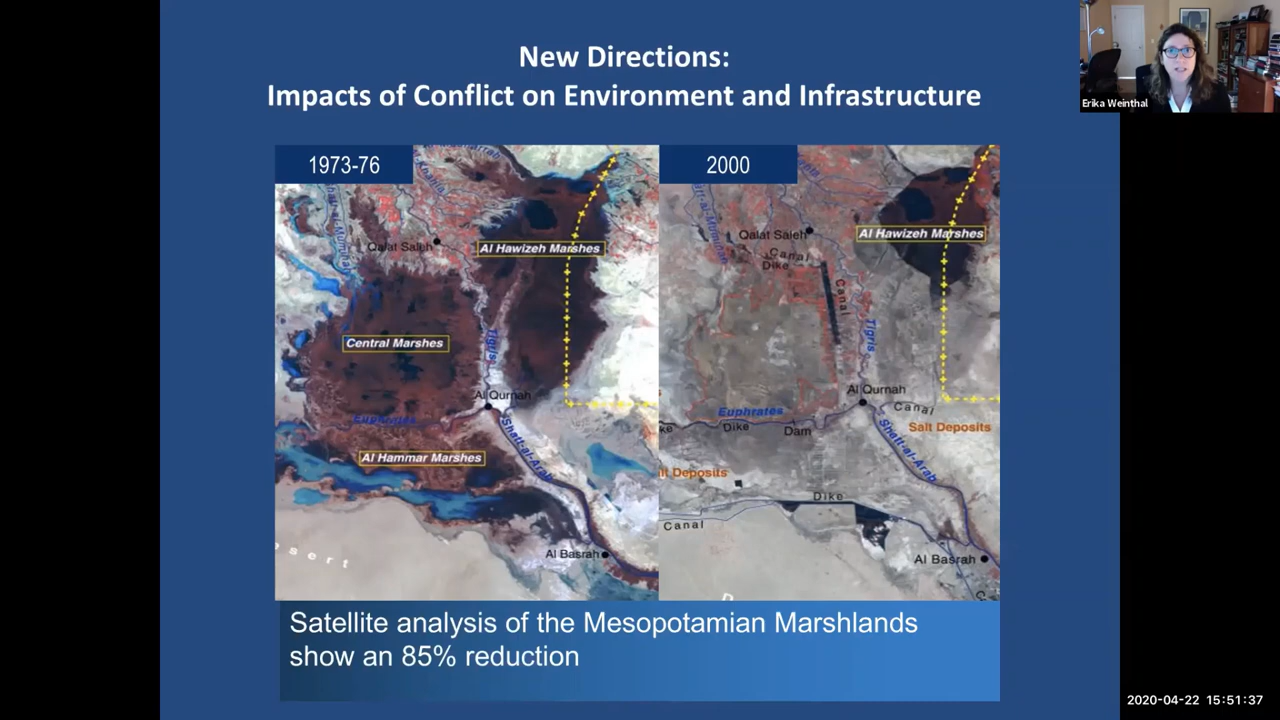 New Directions:
Impacts of Conflict on Environment and Infrastructure
Erika Weinthal
1973-76
Qalat Saleh
Al Hawizeh Marshes
Central Marshes
Tigris
Al Qurnah
Euphrates
Al Hammar Marshes
Shatt-al-Arab
Al Basrah
sert
2000
Qalat Saleh
Canal
Dike
Canal
Al Hawizeh Marshes
Tigris
Al Qurnah
Canal
Euphrates
Dike
Dam
Salt Deposits
Shatt-al-Arab
lt Deposits
Dike
Canal
Al Basrah
Satellite analysis of the Mesopotamian Marshlands
show an 85% reduction
2020-04-22 15:51:37